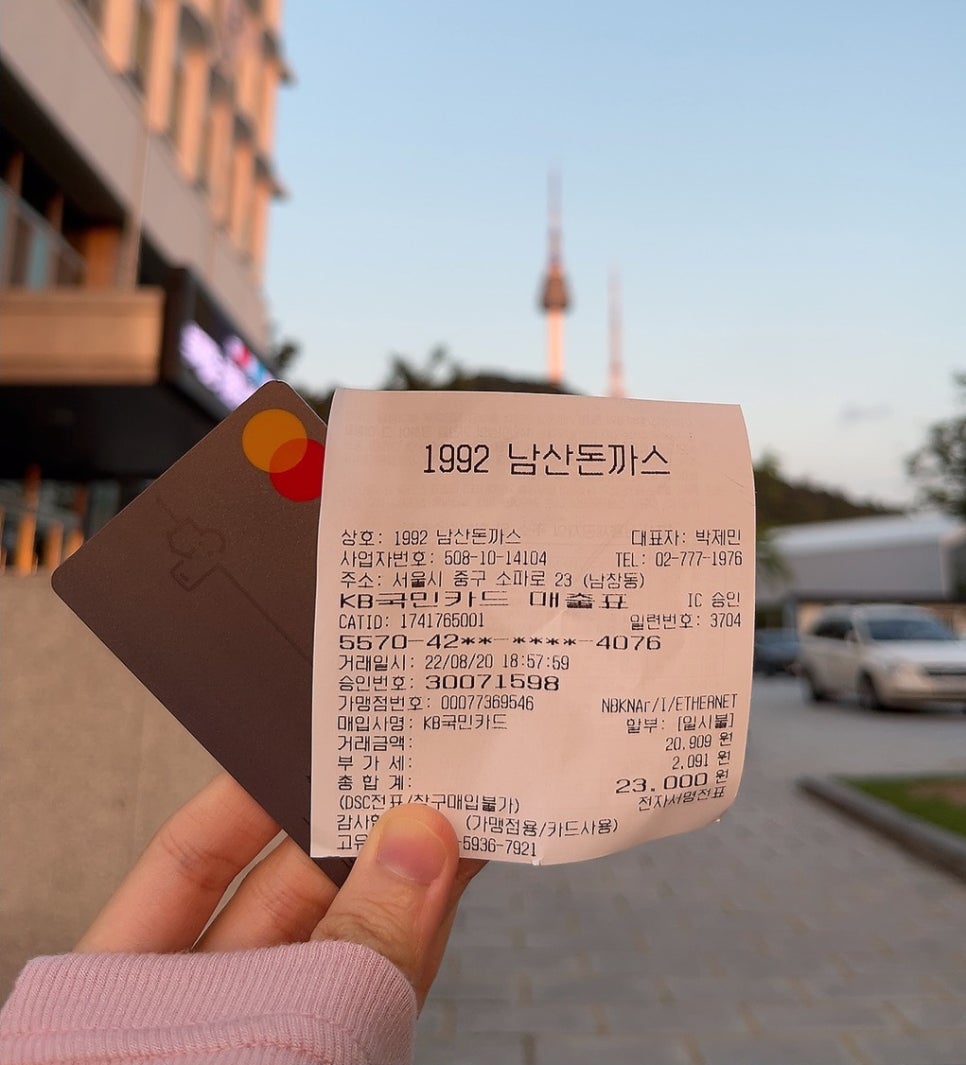 1992 남산돈까스
상호: 1992 남산돈까스 대표자: 박제민
사업자번호: 508-10-14104 TEL: 02-777-1976
주소: 서울시 중구 소파로 23 (남창동)
KB국민카드 매출표 IC 승인
CATID: 1741765001 일련번호: 3704
5570-42**-****-4076
거래일시: 22/08/20 18:57:59
승인번호: 30071598
가맹점번호: 00077369546 NBKNAr/1/ETHERNET
매입사명: KB국민카드 할부: [일시불]
거래금액: 20,909 원
부 가 세: 2,091 원
총 합 계: 23,000 원
(DSC전표/창구매입불가) 전자서명전표
(가맹점용/카드사용)
-5936-7921